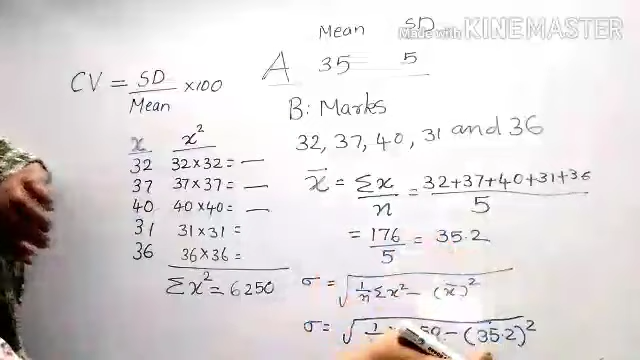 Made with KINEMASTER
Mean SD
A 35 5
CV = SD/Mean ×100
B: Marks
32, 37, 40, 31 and 36
x x²
32 32×32= —
37 37×37= —
40 40×40= —
31 31×31=
36 36×36=
Σx²=6250
x̄ = Σx/n = 32+37+40+31+36/5
= 176/5 = 35.2
σ = √1/n Σx² − (x̄)²
σ = √ − (35.2)²